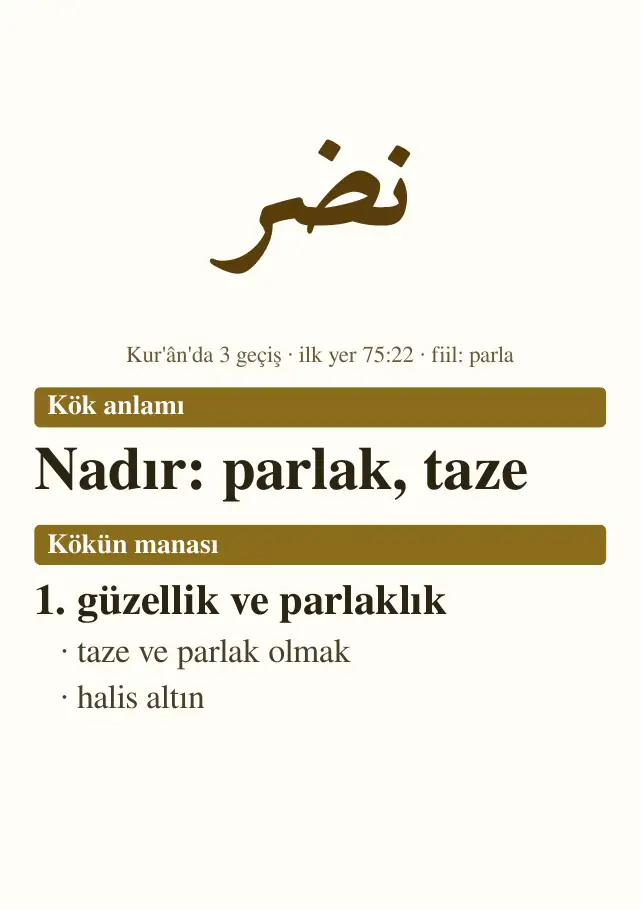 نضر
Kur'ân'da 3 geçiş · ilk yer 75:22 · fiil: parla
Kök anlamı
Nadır: parlak, taze
Kökün manası
1. güzellik ve parlaklık
· taze ve parlak olmak
· halis altın